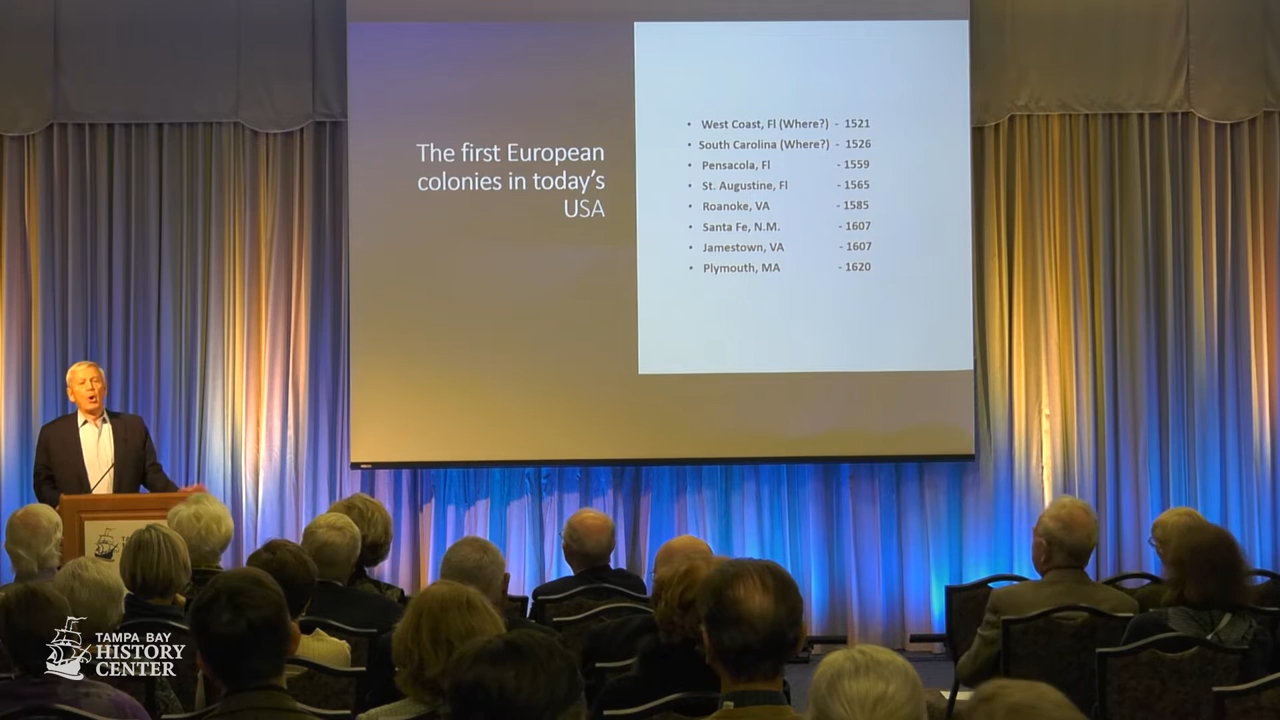 The first European
colonies in today's
USA
• West Coast, Fl (Where?) - 1521
• South Carolina (Where?) - 1526
• Pensacola, Fl - 1559
• St. Augustine, Fl - 1565
• Roanoke, VA - 1585
• Santa Fe, N.M. - 1607
• Jamestown, VA - 1607
• Plymouth, MA - 1620
TAMPA BAY
HISTORY
CENTER